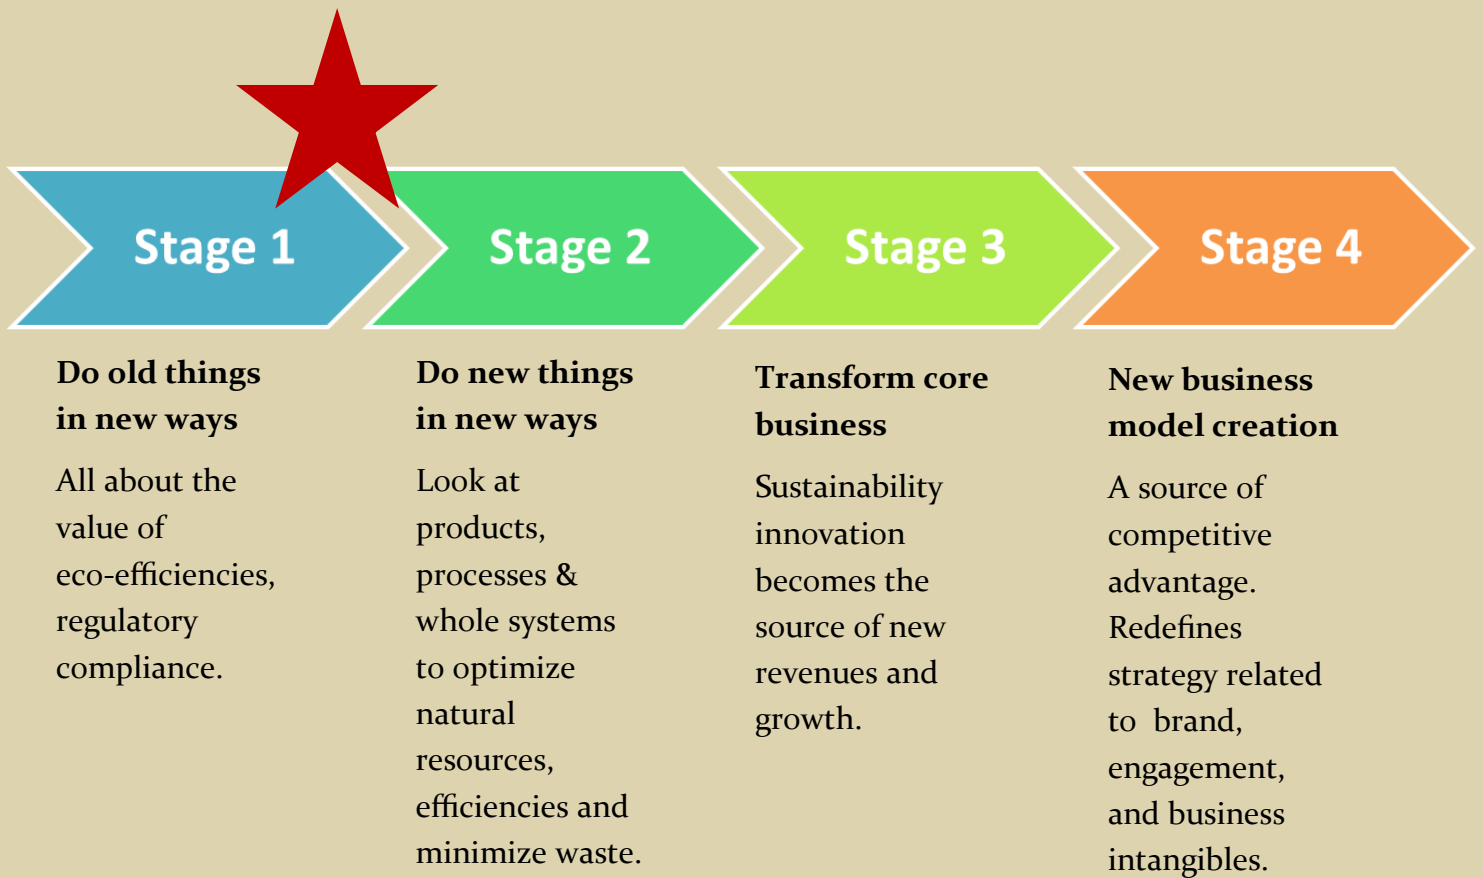 Stage 1
Stage 2
Stage 3
Stage 4
Do old things
in new ways
All about the
value of
eco-efficiencies,
regulatory
compliance.
Do new things
in new ways
Look at
products,
processes &
whole systems
to optimize
natural
resources,
efficiencies and
minimize waste.
Transform core
business
Sustainability
innovation
becomes the
source of new
revenues and
growth.
New business
model creation
A source of
competitive
advantage.
Redefines
strategy related
to  brand,
engagement,
and business
intangibles.